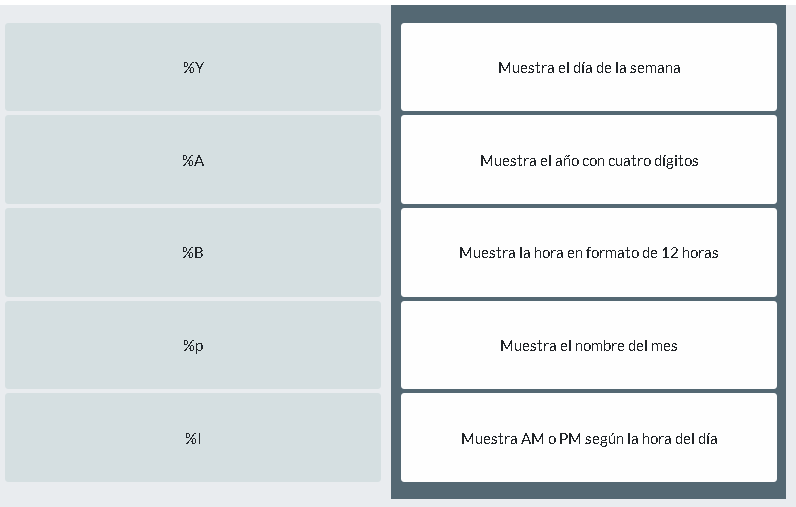 %Y
Muestra el día de la semana
%A
Muestra el año con cuatro dígitos
%B
Muestra la hora en formato de 12 horas
%p
Muestra el nombre del mes
%I
Muestra AM o PM según la hora del día